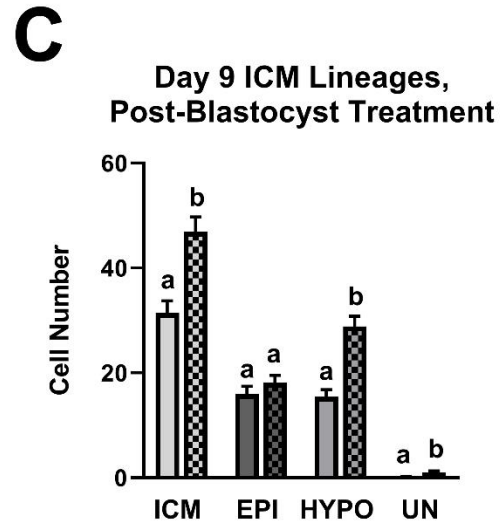 C
Day 9 ICM Lineages,
Post-Blastocyst Treatment
60
40
20
0
Cell Number
a
b
a
a
a
b
a
b
ICM
EPI
HYPO
UN